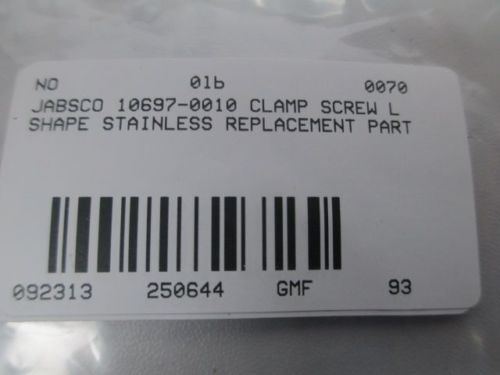 NO 01b 0070
JABSCO 10697-0010 CLAMP SCREW L
SHAPE STAINLESS REPLACEMENT PART
092313 250644 GMF 93